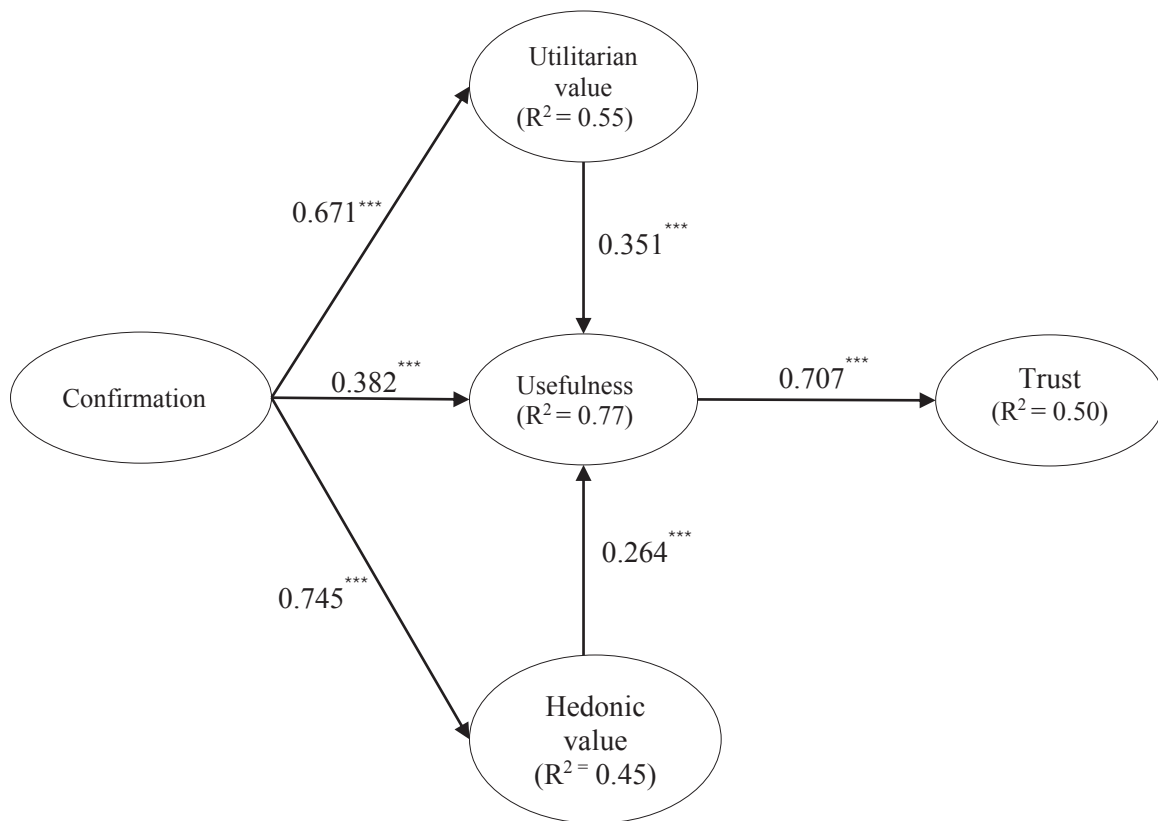 Utilitarian
value
(R² = 0.55)
0.671***
0.351***
Confirmation
0.382***
Usefulness
(R² = 0.77)
0.707***
Trust
(R² = 0.50)
0.264***
0.745***
Hedonic
value
(R² ⁼ 0.45)